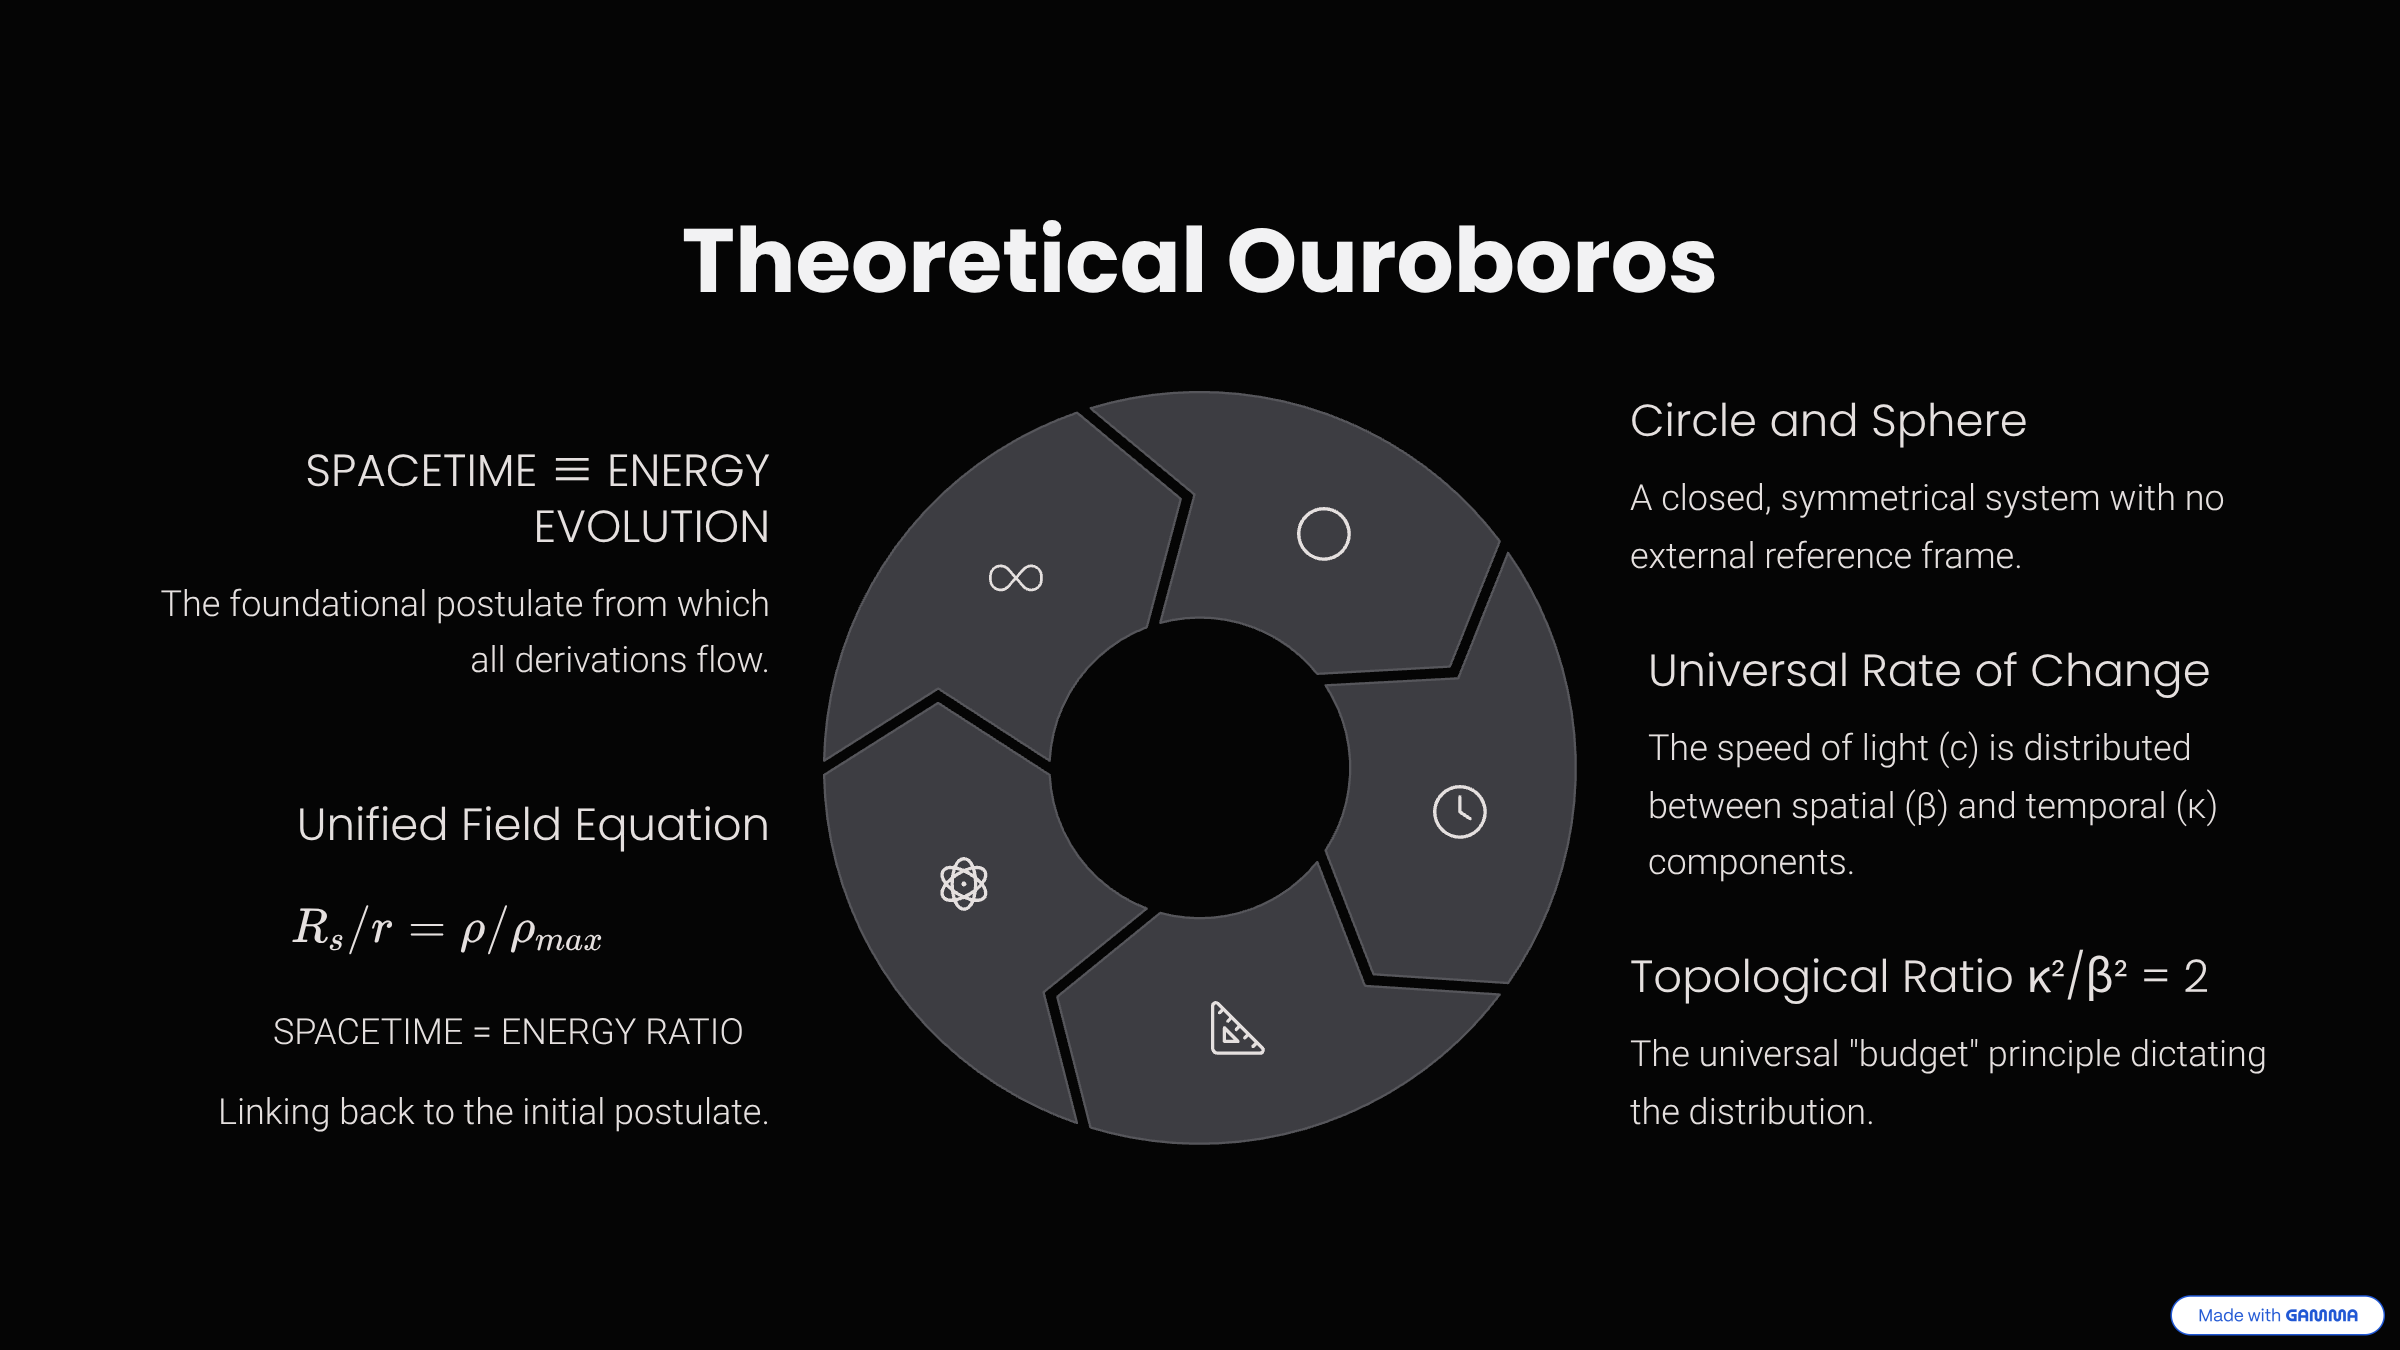 Theoretical Ouroboros
SPACETIME ≡ ENERGY
EVOLUTION
The foundational postulate from which
all derivations flow.
Unified Field Equation
R_s/r = ρ/ρ_max
SPACETIME = ENERGY RATIO
Linking back to the initial postulate.
Circle and Sphere
A closed, symmetrical system with no
external reference frame.
Universal Rate of Change
The speed of light (c) is distributed
between spatial (β) and temporal (κ)
components.
Topological Ratio κ²/β² = 2
The universal "budget" principle dictating
the distribution.
Made with GAMMA